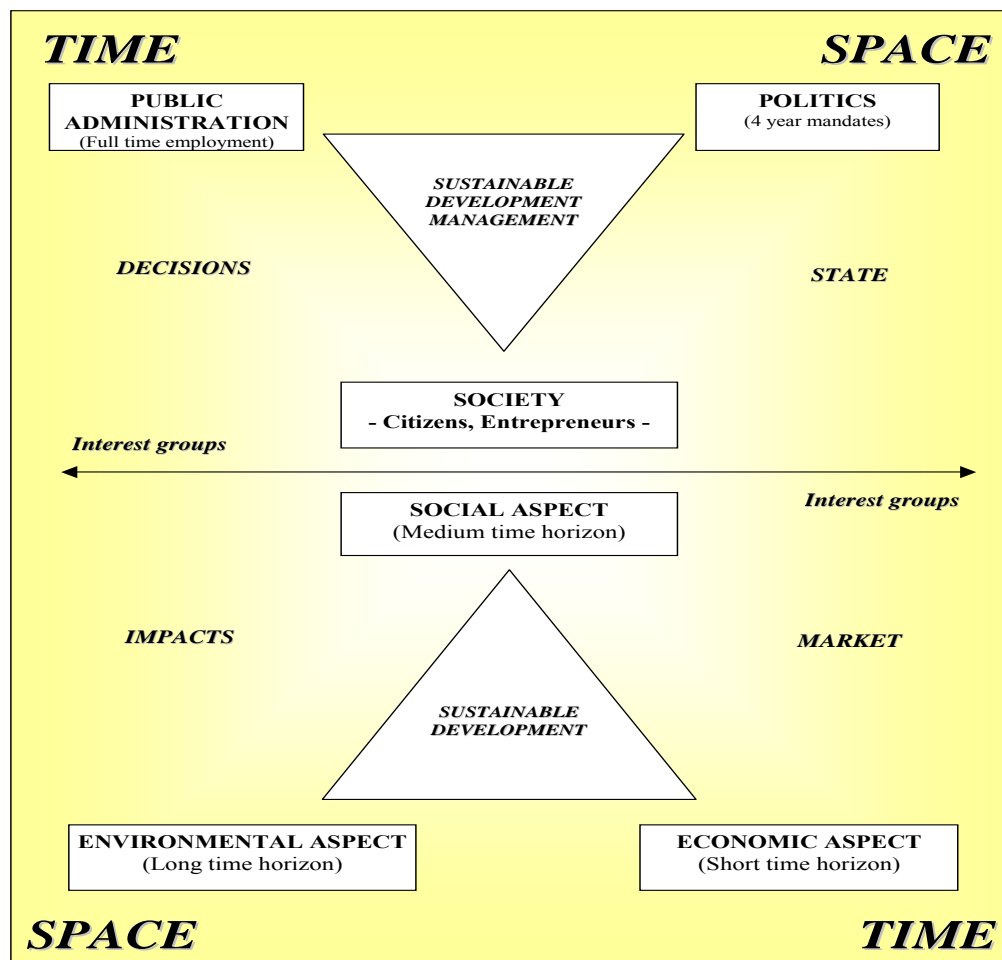 TIME
SPACE
PUBLIC
ADMINISTRATION
(Full time employment)
POLITICS
(4 year mandates)
SUSTAINABLE
DEVELOPMENT
MANAGEMENT
DECISIONS
STATE
SOCIETY
- Citizens, Entrepreneurs -
Interest groups
Interest groups
SOCIAL ASPECT
(Medium time horizon)
IMPACTS
MARKET
SUSTAINABLE
DEVELOPMENT
ENVIRONMENTAL ASPECT
(Long time horizon)
ECONOMIC ASPECT
(Short time horizon)
SPACE
TIME